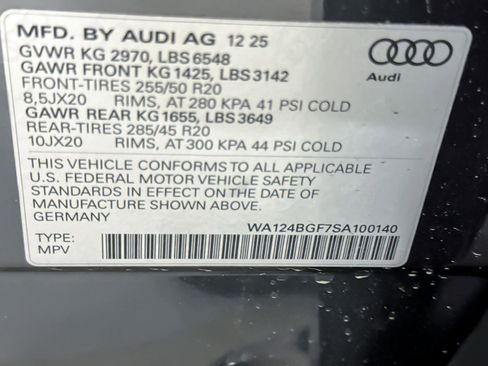 MFD. BY AUDI AG 12 25
GVWR KG 2970, LBS 6548
GAWR FRONT KG 1425, LBS 3142
FRONT-TIRES 255/50 R20
8,5JX20 RIMS, AT 280 KPA 41 PSI COLD
GAWR REAR KG 1655, LBS 3649
REAR-TIRES 285/45 R20
10JX20 RIMS, AT 300 KPA 44 PSI COLD
THIS VEHICLE CONFORMS TO ALL APPLICABLE
U.S. FEDERAL MOTOR VEHICLE SAFETY
STANDARDS IN EFFECT ON THE DATE OF
MANUFACTURE SHOWN ABOVE.
GERMANY
WA124BGF7SA100140
TYPE:
MPV
Audi